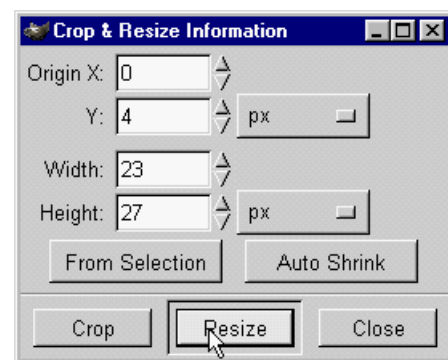 Crop & Resize Information
Origin X: 0
Y: 4 px
Width: 23
Height: 27 px
From Selection Auto Shrink
Crop Resize Close